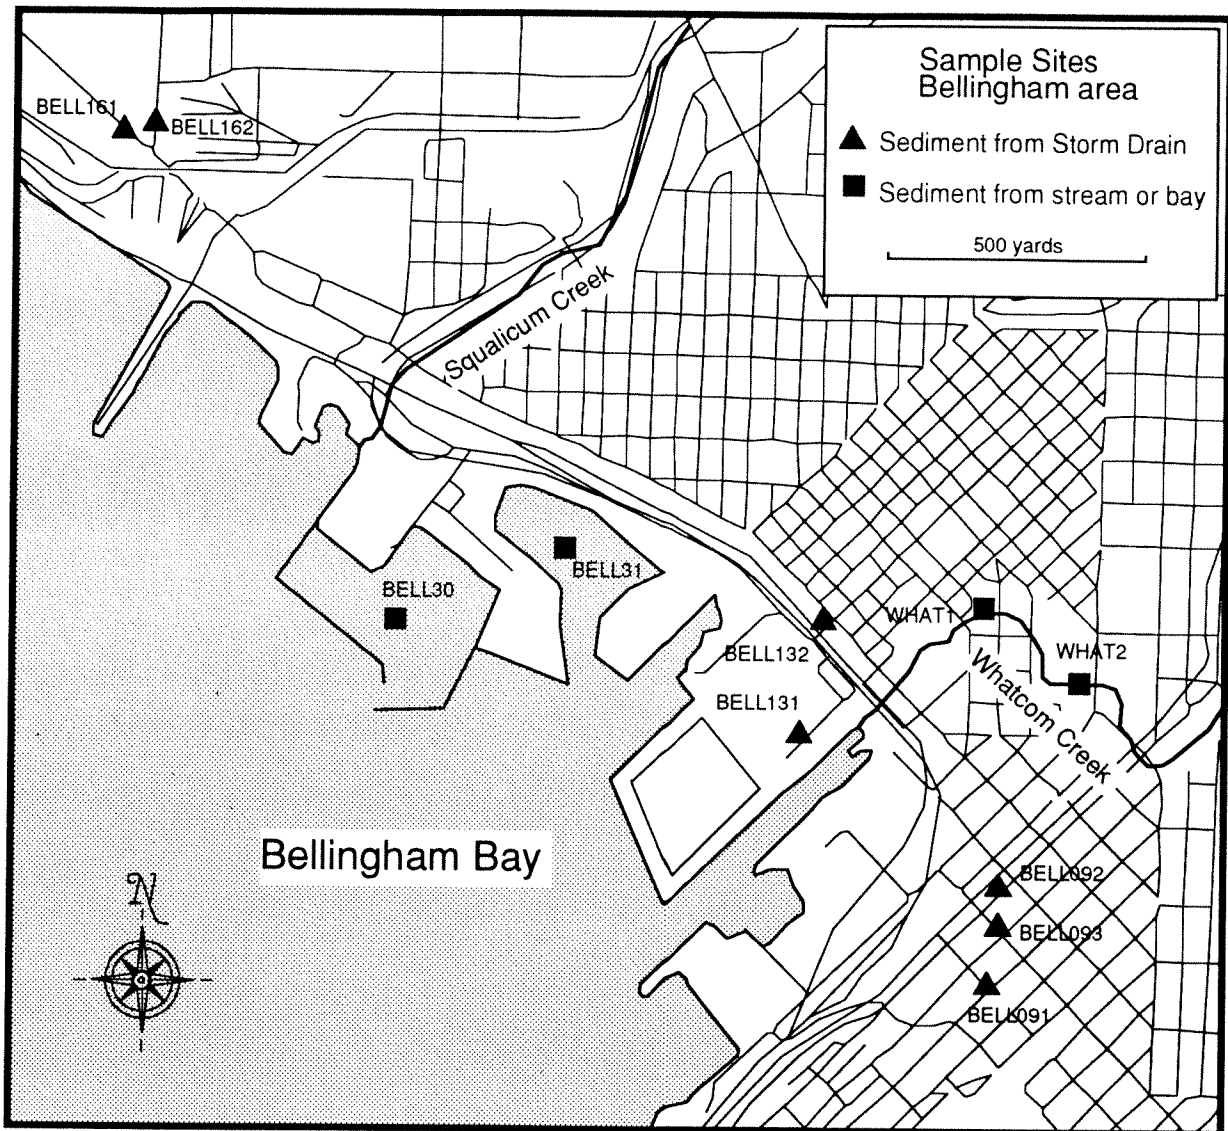 Sample Sites
Bellingham area
Sediment from Storm Drain
Sediment from stream or bay
500 yards
BELL161
BELL162
Squalicum Creek
BELL31
BELL30
WHAT1
BELL132
WHAT2
BELL131
Whatcom Creek
Bellingham Bay
BELL092
BELL093
BELL091
N